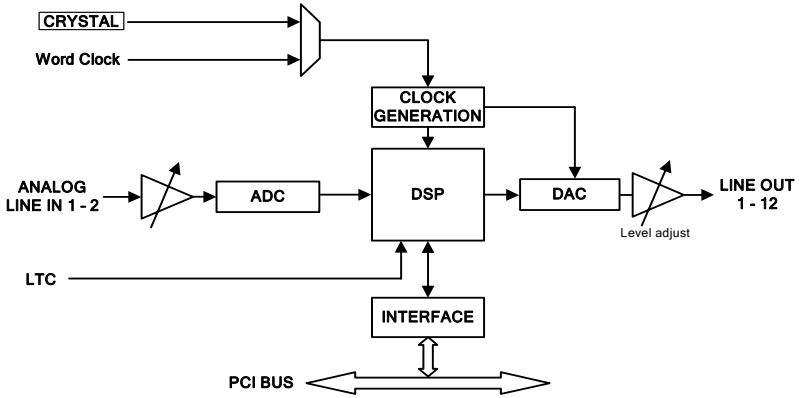 CRYSTAL
Word Clock
CLOCK
GENERATION
ANALOG
LINE IN 1 - 2
ADC
DSP
DAC
LINE OUT
1 - 12
Level adjust
LTC
INTERFACE
PCI BUS